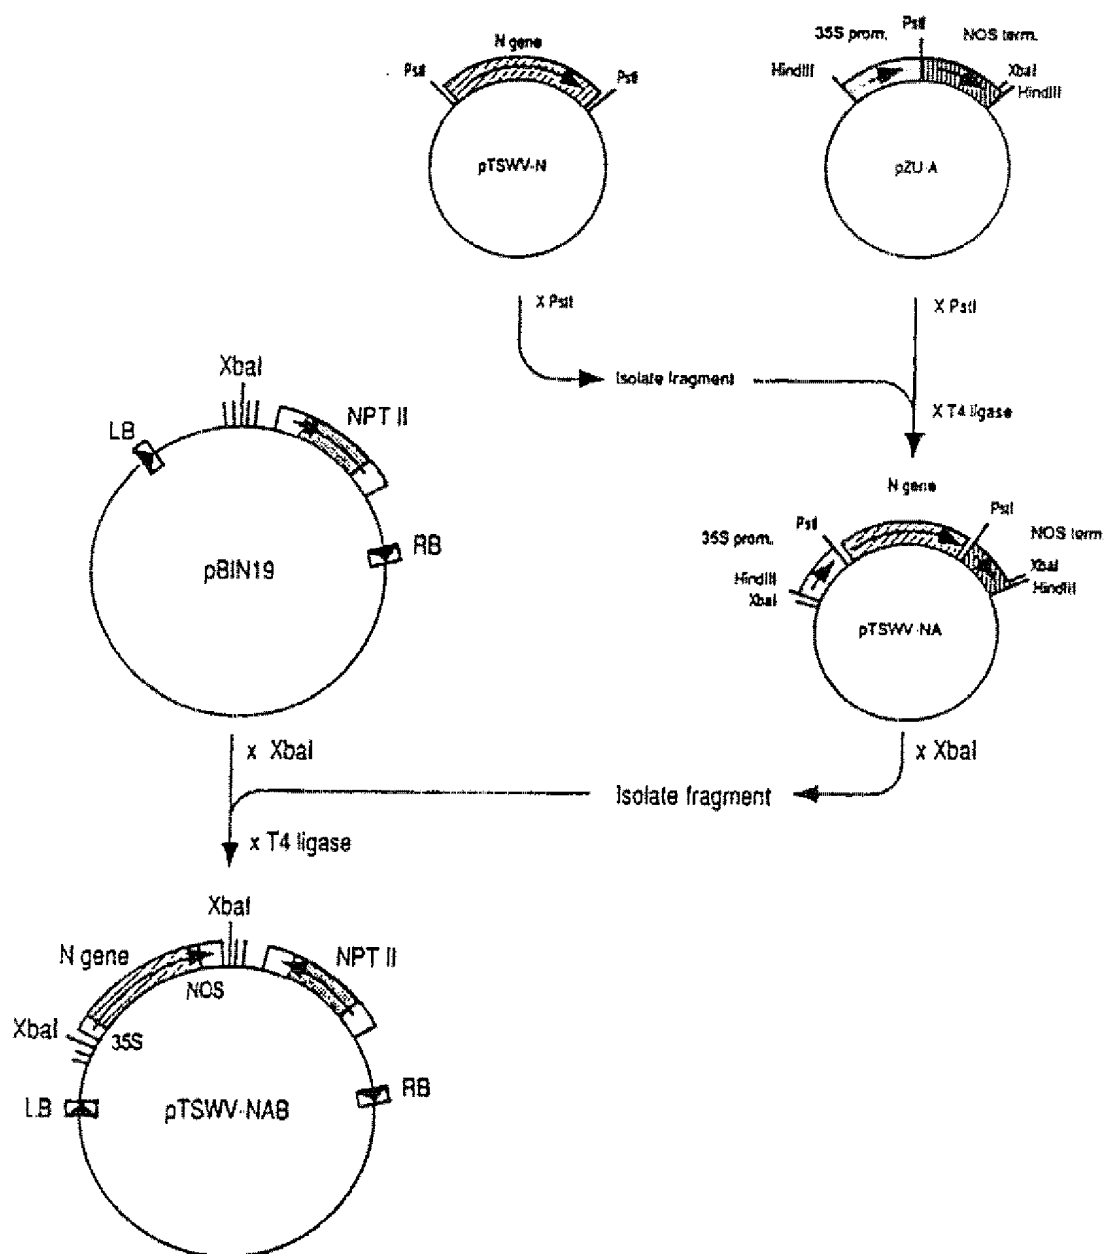 N gene
PstI
PstI
pTSWV-N
35S prom.
PstI
NOS term.
HindIII
XbaI
HindIII
pZU-A
X PstI
X PstI
Isolate fragment
X T4 ligase
XbaI
LB
NPT II
RB
pBIN19
N gene
PstI
PstI
35S prom.
NOS term
HindIII
XbaI
XbaI
HindIII
pTSWV-NA
x XbaI
x XbaI
Isolate fragment
x T4 ligase
XbaI
N gene
NPT II
NOS
XbaI
35S
LB
RB
pTSWV-NAB